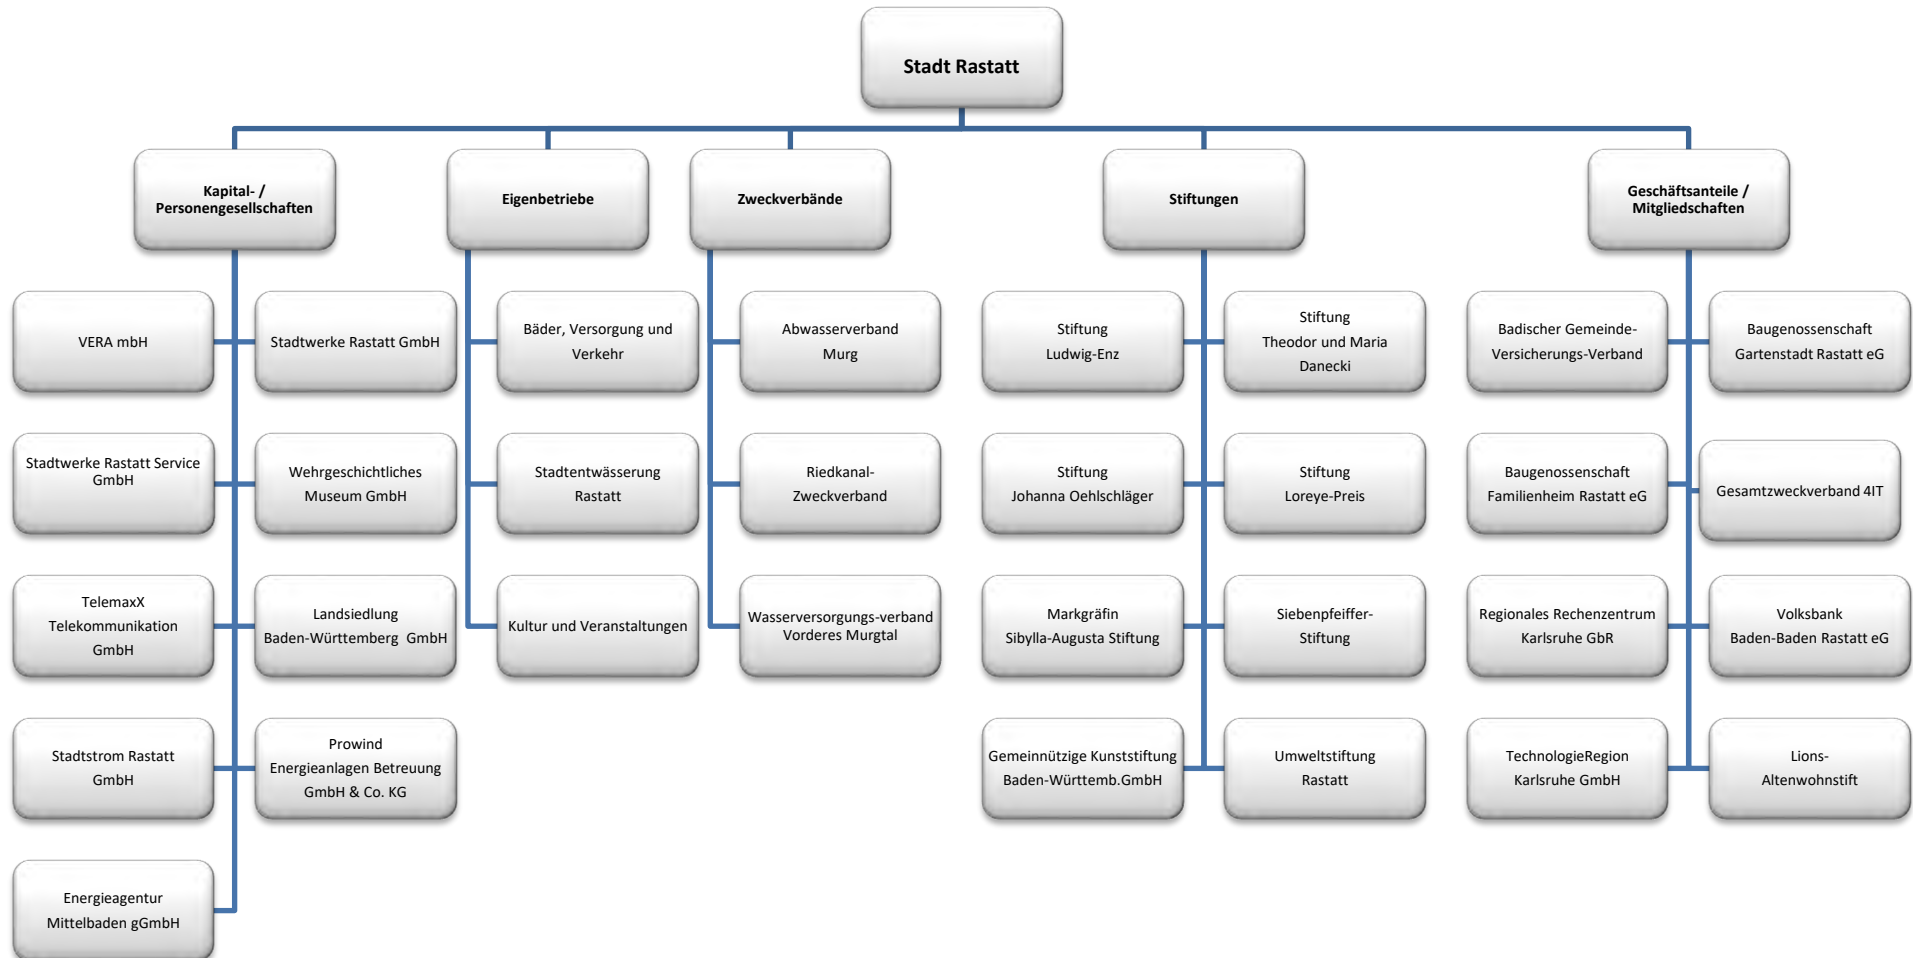 Stadt Rastatt
Kapital- /
Personengesellschaften
Eigenbetriebe
Zweckverbände
Stiftungen
Geschäftsanteile /
Mitgliedschaften
VERA mbH
Stadtwerke Rastatt GmbH
Bäder, Versorgung und
Verkehr
Abwasserverband
Murg
Stiftung
Ludwig-Enz
Stiftung
Theodor und Maria
Danecki
Badischer Gemeinde-
Versicherungs-Verband
Baugenossenschaft
Gartenstadt Rastatt eG
Stadtwerke Rastatt Service
GmbH
Wehrgeschichtliches
Museum GmbH
Stadtentwässerung
Rastatt
Riedkanal-
Zweckverband
Stiftung
Johanna Oehlschläger
Stiftung
Loreye-Preis
Baugenossenschaft
Familienheim Rastatt eG
Gesamtzweckverband 4IT
TelemaxX
Telekommunikation
GmbH
Landsiedlung
Baden-Württemberg  GmbH
Kultur und Veranstaltungen
Wasserversorgungs-verband
Vorderes Murgtal
Markgräfin
Sibylla-Augusta Stiftung
Siebenpfeiffer-
Stiftung
Regionales Rechenzentrum
Karlsruhe GbR
Volksbank
Baden-Baden Rastatt eG
Stadtstrom Rastatt
GmbH
Prowind
Energieanlagen Betreuung
GmbH & Co. KG
Gemeinnützige Kunststiftung
Baden-Württemb.GmbH
Umweltstiftung
Rastatt
TechnologieRegion
Karlsruhe GmbH
Lions-
Altenwohnstift
Energieagentur
Mittelbaden gGmbH